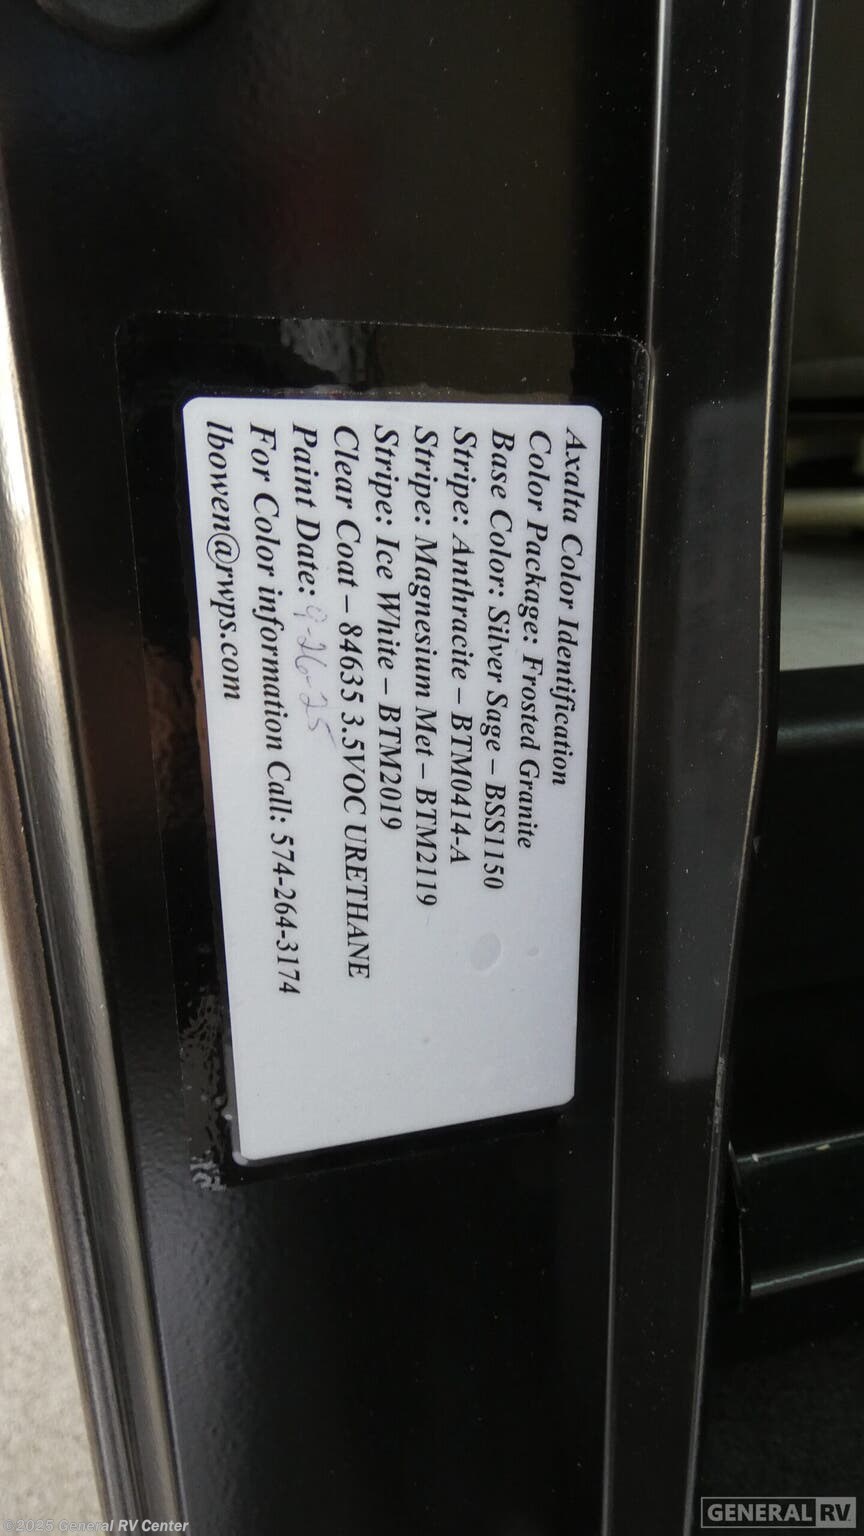 Axalta Color Identification
Color Package: Frosted Granite
Base Color: Silver Sage – BSS1150
Stripe: Anthracite – BTM0414-A
Stripe: Magnesium Met – BTM2119
Stripe: Ice White – BTM2019
Clear Coat – 84635 3.5VOC URETHANE
Paint Date: 9-26-25
For Color information Call: 574-264-3174
lbowen@rwps.com
©2025 General RV Center
GENERAL RV